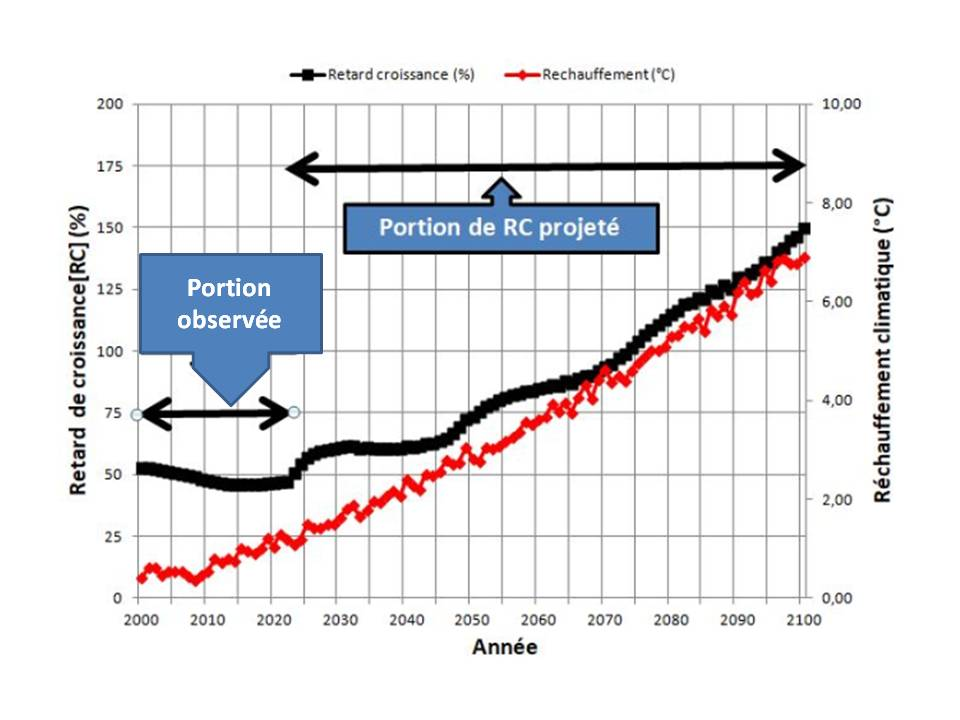 Retard croissance (%)
Rechauffement (°C)
200
175
150
125
100
75
50
25
0
Retard de croissance[RC] (%)
Portion de RC projeté
Portion
observée
10,00
8,00
6,00
4,00
2,00
0,00
Réchauffement climatique (°C)
2000 2010 2020 2030 2040 2050 2060 2070 2080 2090 2100
Année